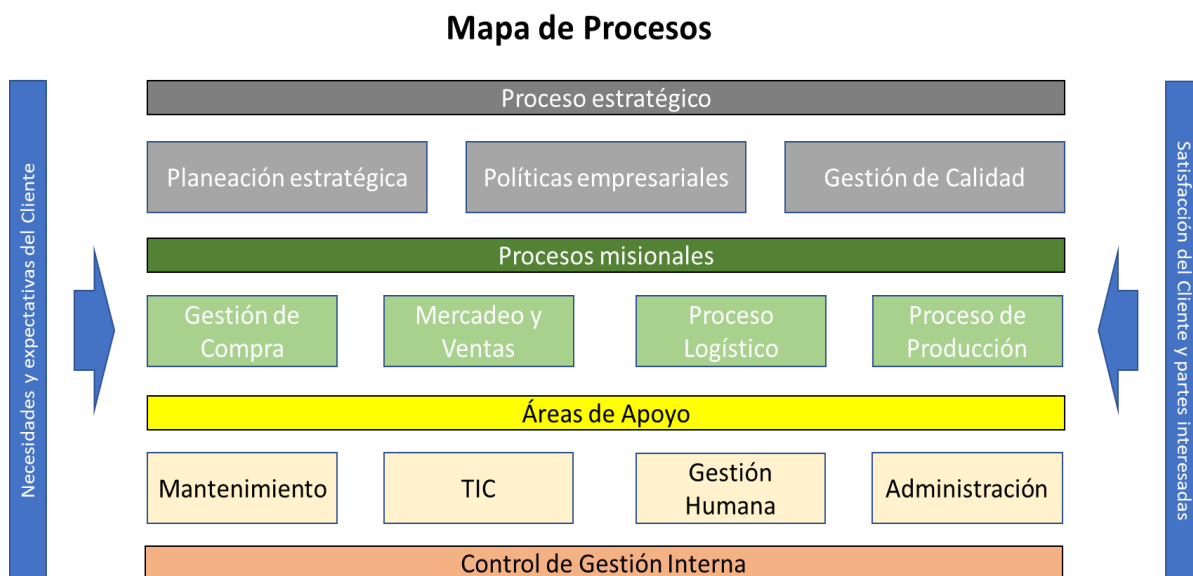 Mapa de Procesos
Necesidades y expectativas del Cliente
Proceso estratégico
Planeación estratégica
Políticas empresariales
Gestión de Calidad
Procesos misionales
Gestión de
Compra
Mercadeo y
Ventas
Proceso
Logístico
Proceso de
Producción
Áreas de Apoyo
Mantenimiento
TIC
Gestión
Humana
Administración
Control de Gestión Interna
Satisfacción del Cliente y partes interesadas